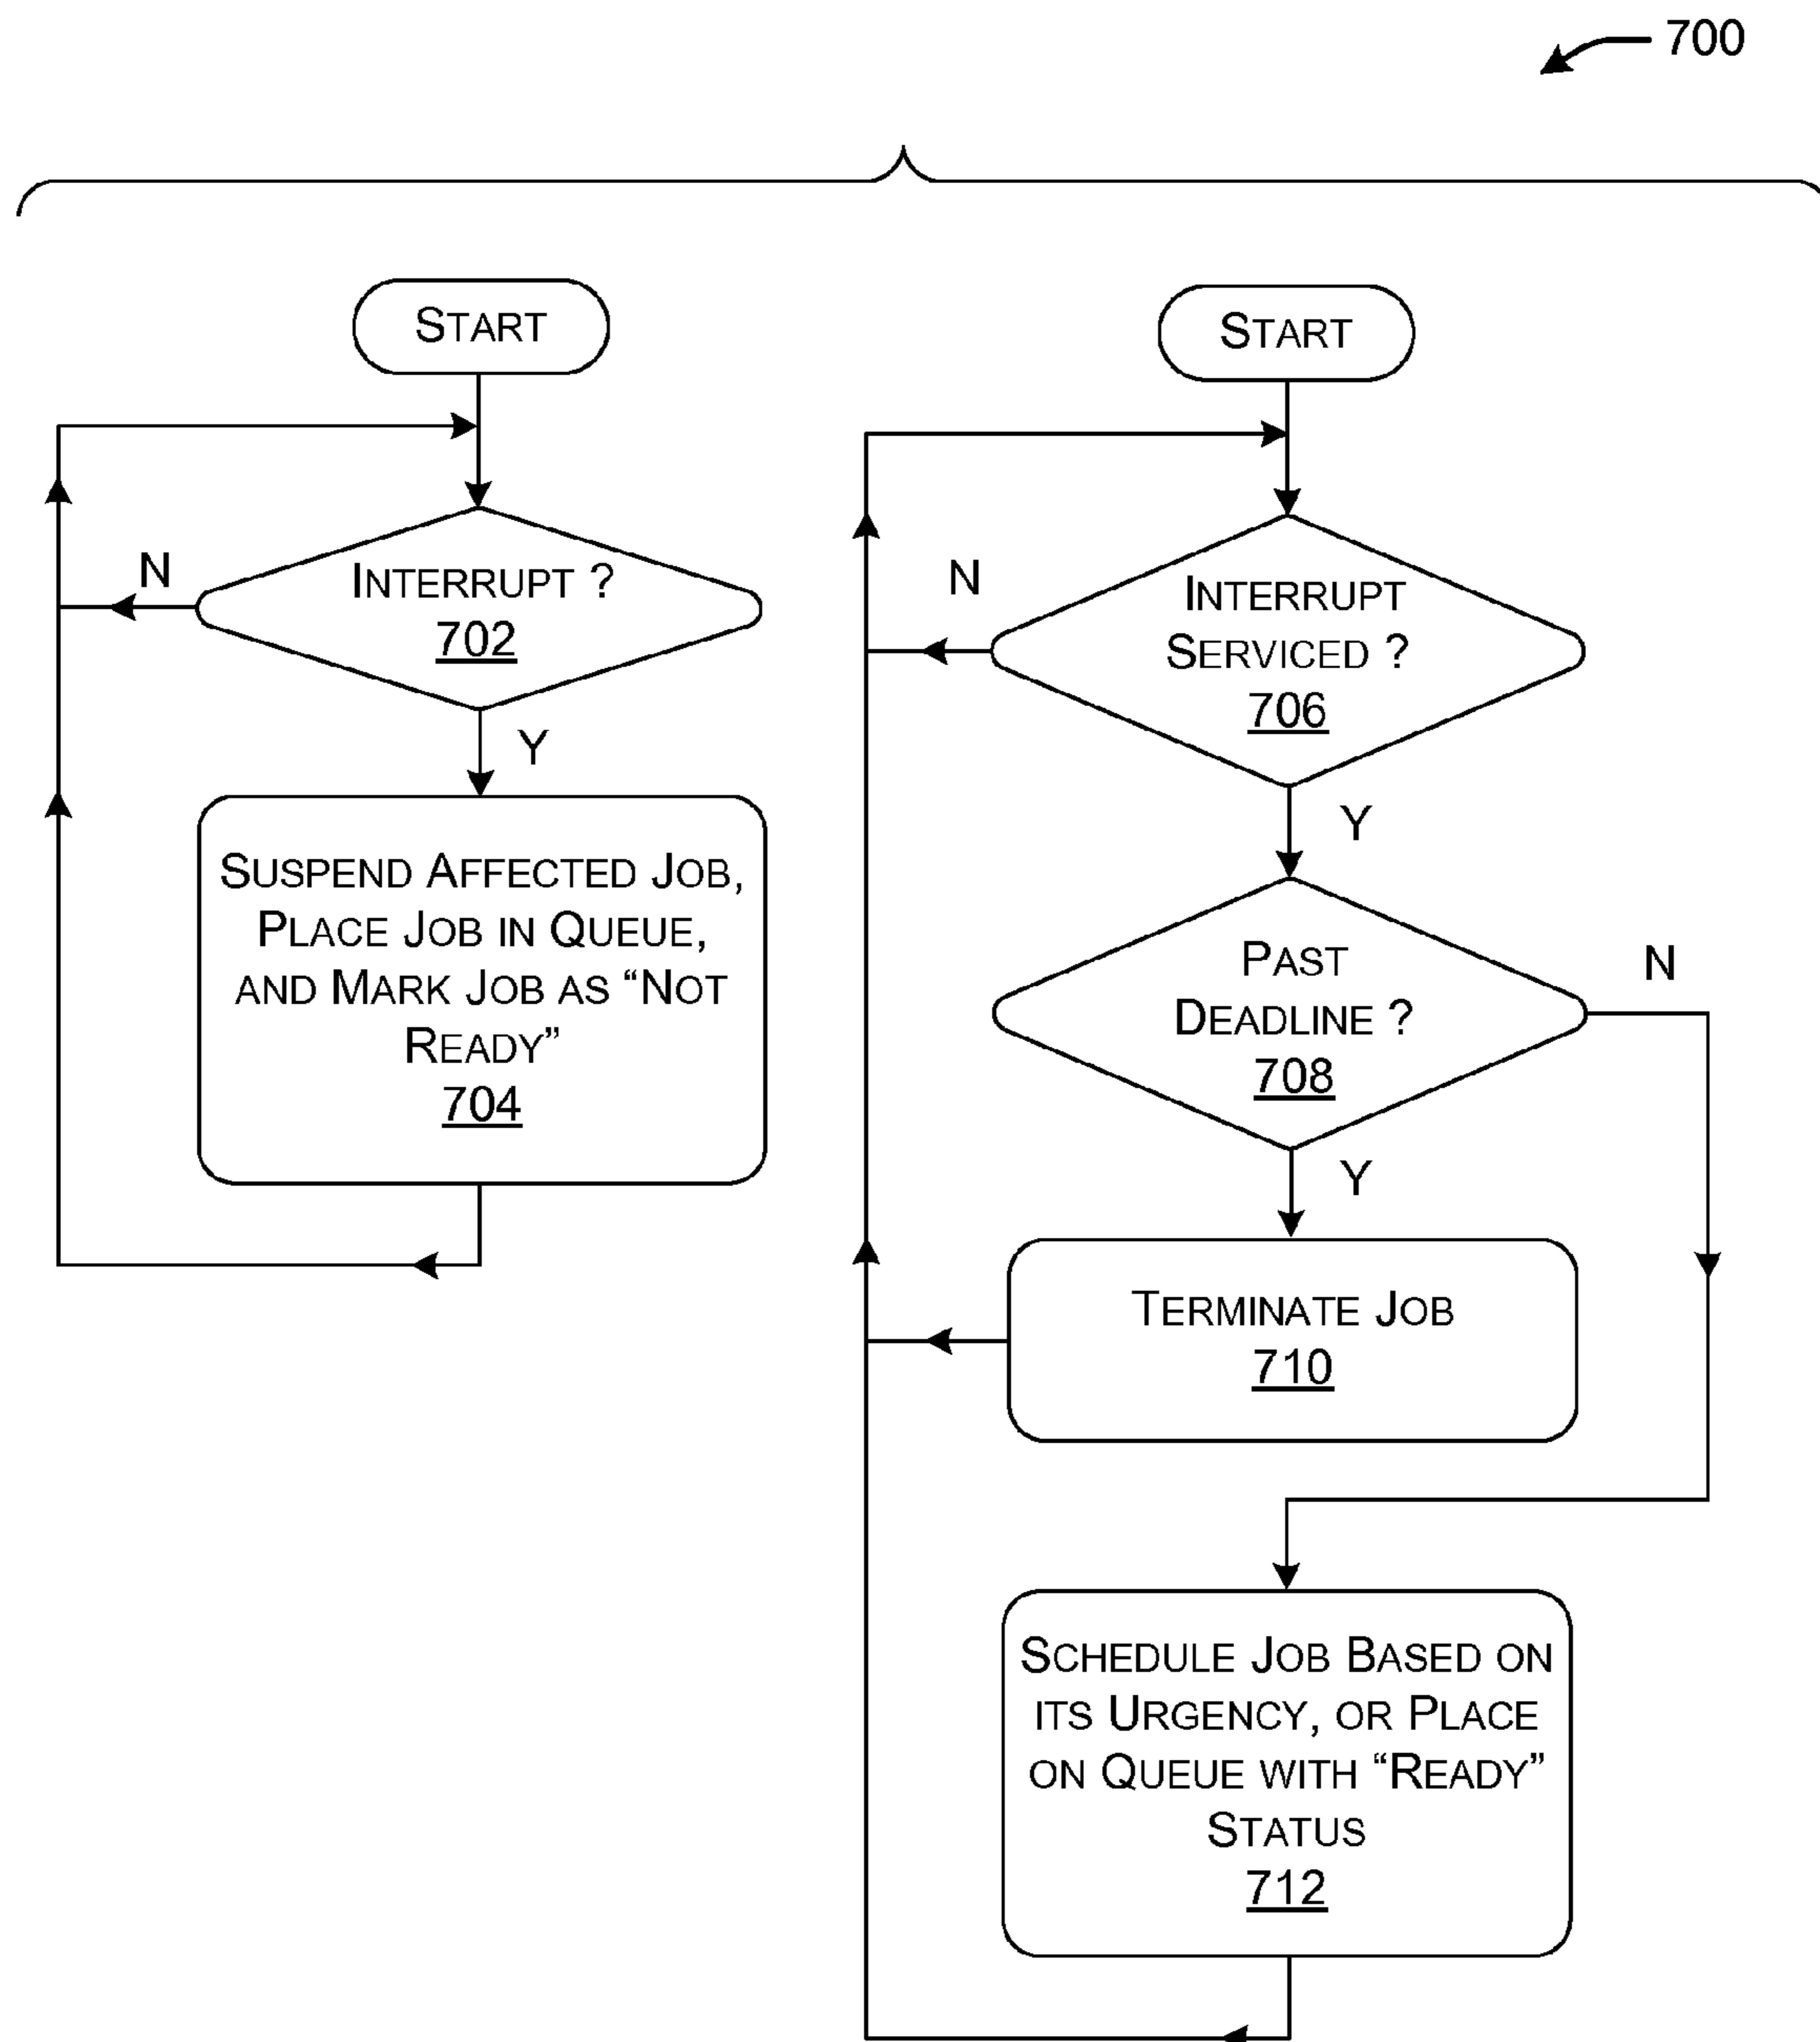 700
START
INTERRUPT ?
702
N
Y
SUSPEND AFFECTED JOB,
PLACE JOB IN QUEUE,
AND MARK JOB AS “NOT
READY”
704
START
INTERRUPT
SERVICED ?
706
N
Y
PAST
DEADLINE ?
708
N
Y
TERMINATE JOB
710
SCHEDULE JOB BASED ON
ITS URGENCY, OR PLACE
ON QUEUE WITH “READY”
STATUS
712